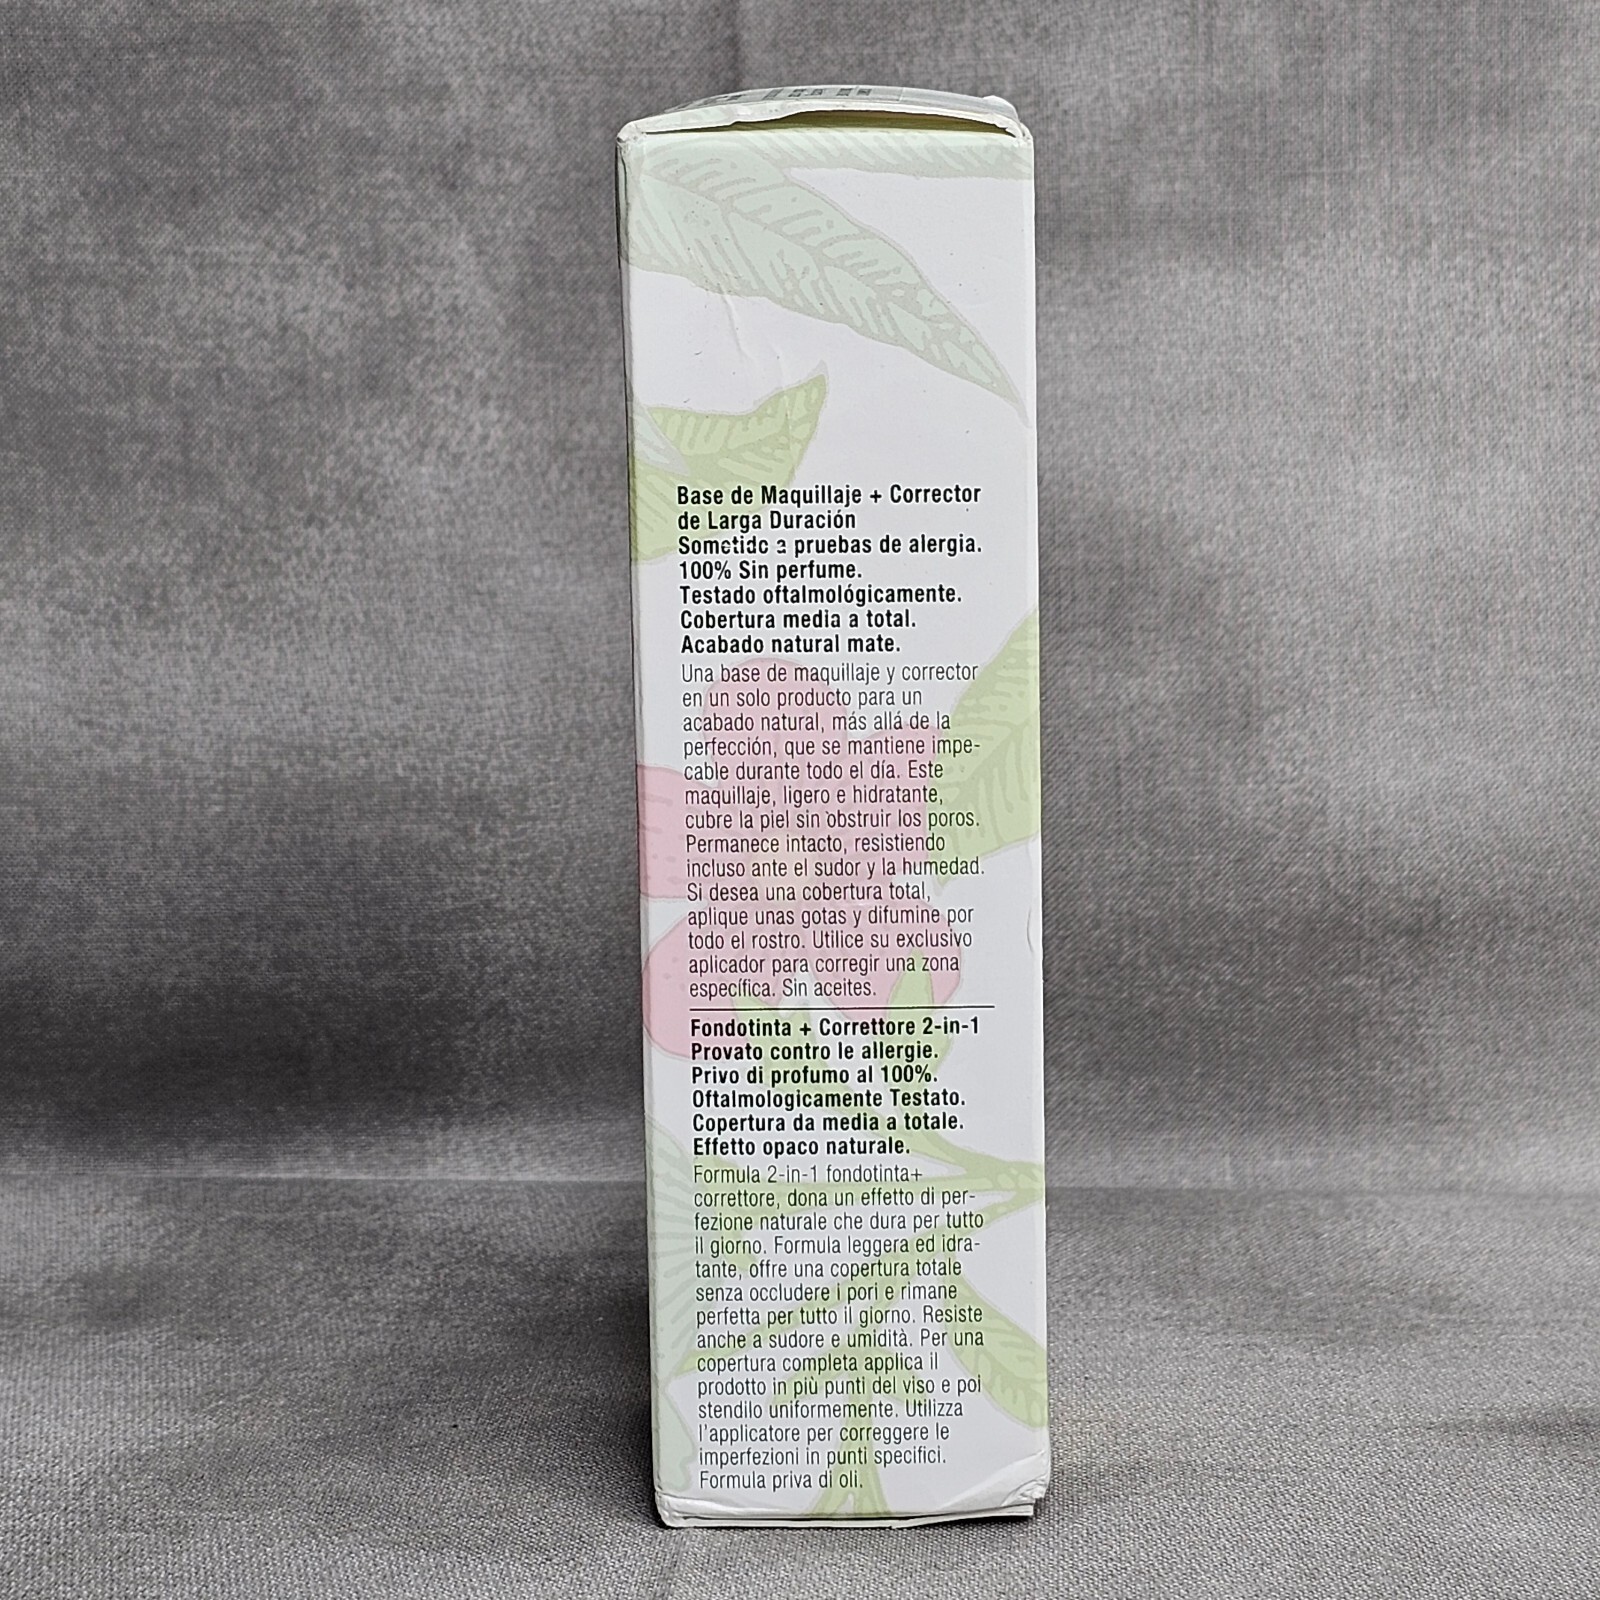 Base de Maquillaje + Corrector
de Larga Duración
Sometido a pruebas de alergia.
100% Sin perfume.
Testado oftalmológicamente.
Cobertura media a total.
Acabado natural mate.
Una base de maquillaje y corrector
en un solo producto para un
acabado natural, más allá de la
perfección, que se mantiene impe-
cable durante todo el día. Este
maquillaje, ligero e hidratante,
cubre la piel sin obstruir los poros.
Permanece intacto, resistiendo
incluso ante el sudor y la humedad.
Si desea una cobertura total,
aplique unas gotas y difumine por
todo el rostro. Utilice su exclusivo
aplicador para corregir una zona
específica. Sin aceites.
Fondotinta + Correttore 2-in-1
Provato contro le allergie.
Privo di profumo al 100%.
Oftalmologicamente Testato.
Copertura da media a totale.
Effetto opaco naturale.
Formula 2-in-1 fondotinta+
correttore, dona un effetto di per-
fezione naturale che dura per tutto
il giorno. Formula leggera ed idra-
tante, offre una copertura totale
senza occludere i pori e rimane
perfetta per tutto il giorno. Resiste
anche a sudore e umidità. Per una
copertura completa applica il
prodotto in più punti del viso e poi
stendilo uniformemente. Utilizza
l'applicatore per correggere le
imperfezioni in punti specifici.
Formula priva di oli.